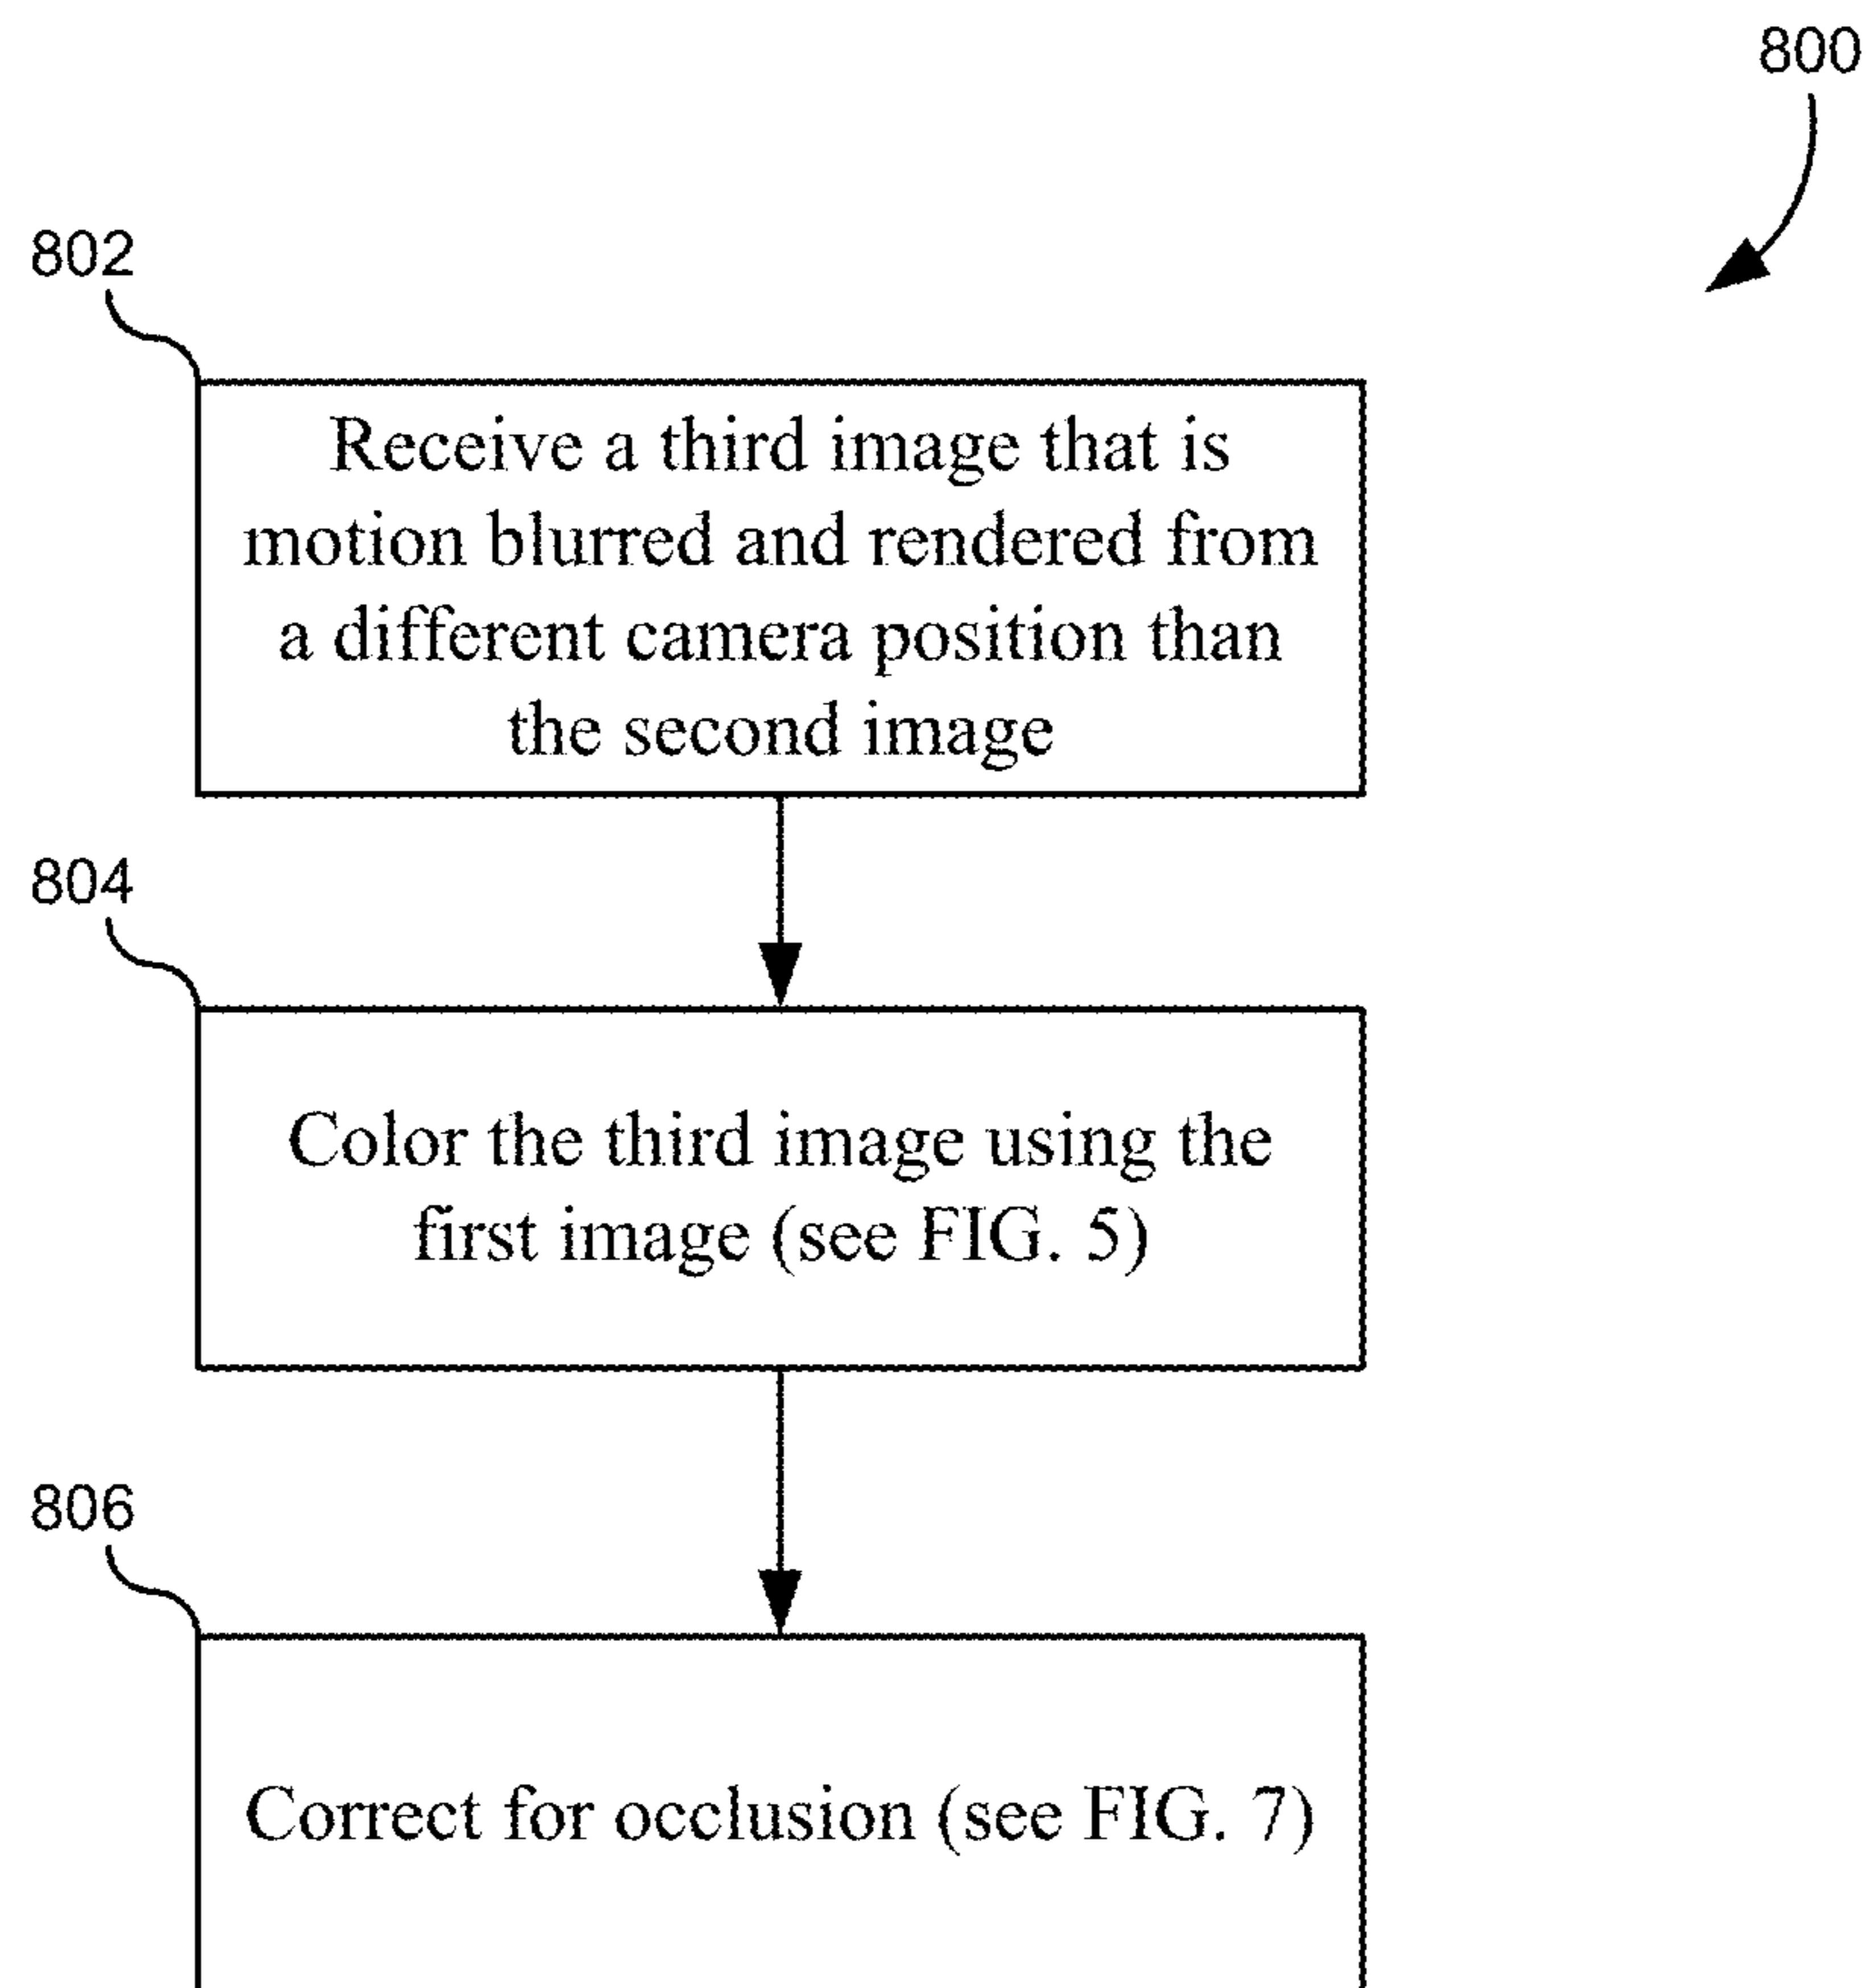 800
802
Receive a third image that is
motion blurred and rendered from
a different camera position than
the second image
804
Color the third image using the
first image (see FIG. 5)
806
Correct for occlusion (see FIG. 7)